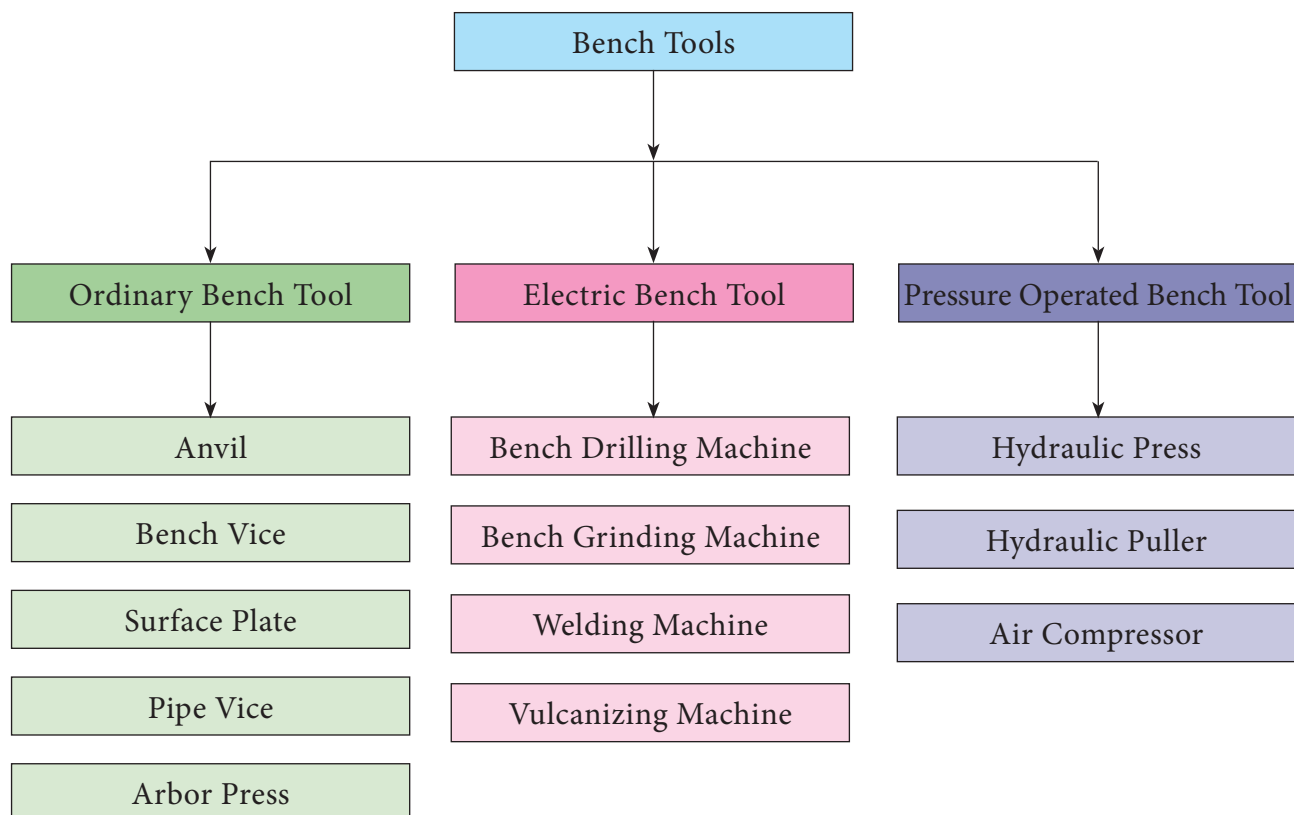 Bench Tools
Ordinary Bench Tool
Electric Bench Tool
Pressure Operated Bench Tool
Anvil
Bench Vice
Surface Plate
Pipe Vice
Arbor Press
Bench Drilling Machine
Bench Grinding Machine
Welding Machine
Vulcanizing Machine
Hydraulic Press
Hydraulic Puller
Air Compressor